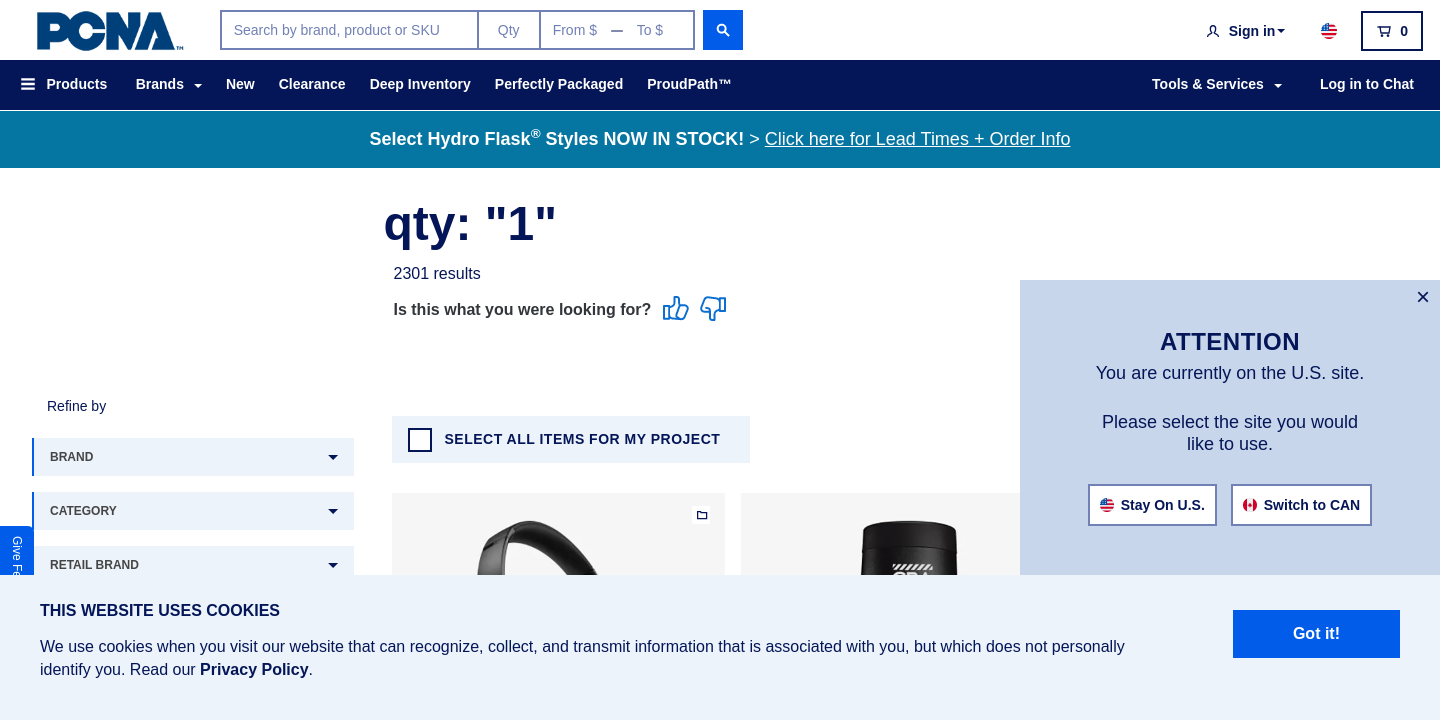 PCNA™
Search by brand, product or SKU
Qty
From $ — To $
Sign in
0
Products
Brands
New
Clearance
Deep Inventory
Perfectly Packaged
ProudPath™
Tools & Services
Log in to Chat
Select Hydro Flask® Styles NOW IN STOCK! > Click here for Lead Times + Order Info
qty: "1"
2301 results
Is this what you were looking for?
×
ATTENTION
You are currently on the U.S. site.
Please select the site you would
like to use.
Stay On U.S.
Switch to CAN
Refine by
BRAND
CATEGORY
RETAIL BRAND
SELECT ALL ITEMS FOR MY PROJECT
Give
THIS WEBSITE USES COOKIES
We use cookies when you visit our website that can recognize, collect, and transmit information that is associated with you, but which does not personally
identify you. Read our Privacy Policy.
Got it!